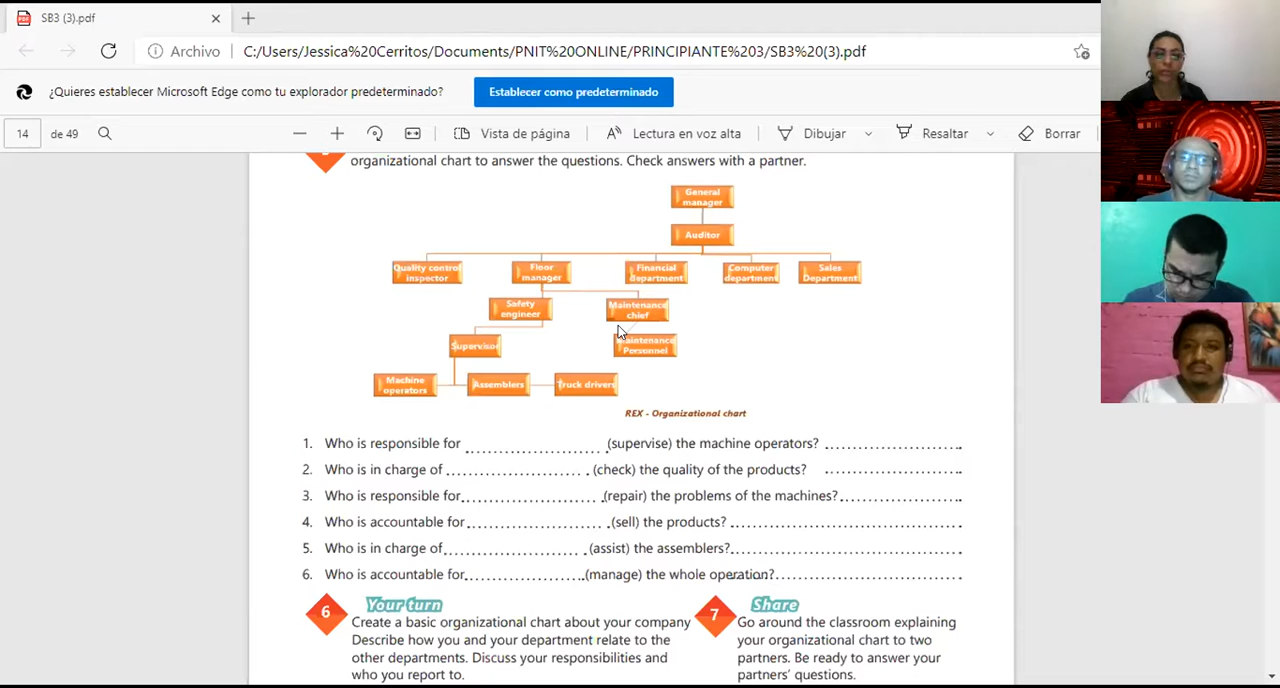 SB3 (3).pdf
Archivo C:/Users/Jessica%20Cerritos/Documents/PNIT%20ONLINE/PRINCIPIANTE%203/SB3%20(3).pdf
¿Quieres establecer Microsoft Edge como tu explorador predeterminado? Establecer como predeterminado
14 de 49 Vista de página Lectura en voz alta Dibujar Resaltar Borrar
organizational chart to answer the questions. Check answers with a partner.
General
manager
Auditor
Quality control
inspector
Floor
manager
Financial
department
Computer
department
Sales
Department
Safety
engineer
Maintenance
chief
Supervisor
Maintenance
Personnel
Machine
operators
Assemblers
Truck drivers
REX - Organizational chart
1. Who is responsible for ........................... (supervise) the machine operators? ...........................
2. Who is in charge of ........................... (check) the quality of the products? ...........................
3. Who is responsible for........................... (repair) the problems of the machines?...........................
4. Who is accountable for........................... (sell) the products?...........................
5. Who is in charge of........................... (assist) the assemblers?...........................
6. Who is accountable for...........................(manage) the whole operation?...........................
6 Your turn
Create a basic organizational chart about your company
Describe how you and your department relate to the
other departments. Discuss your responsibilities and
who you report to.
7 Share
Go around the classroom explaining
your organizational chart to two
partners. Be ready to answer your
partners' questions.